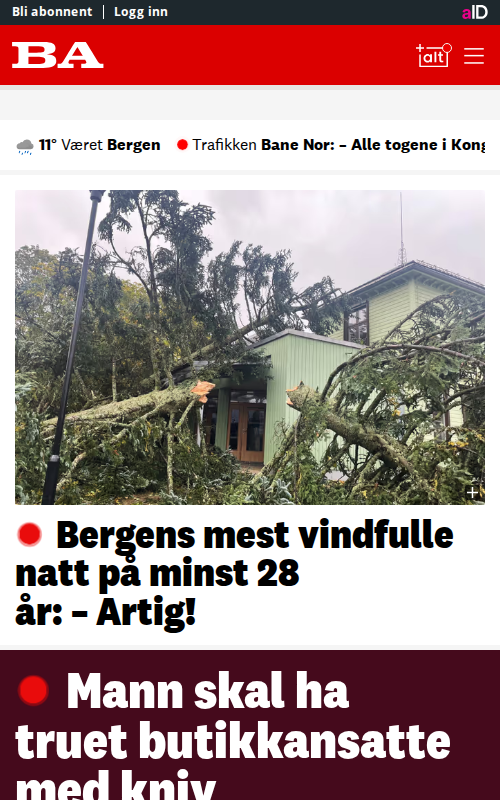 Bli abonnent
Logg inn
aID
BA
+alt
11° Været Bergen
Trafikken Bane Nor: – Alle togene i Kong
Bergens mest vindfulle
natt på minst 28
år: – Artig!
Mann skal ha
truet butikkansatte
med kniv